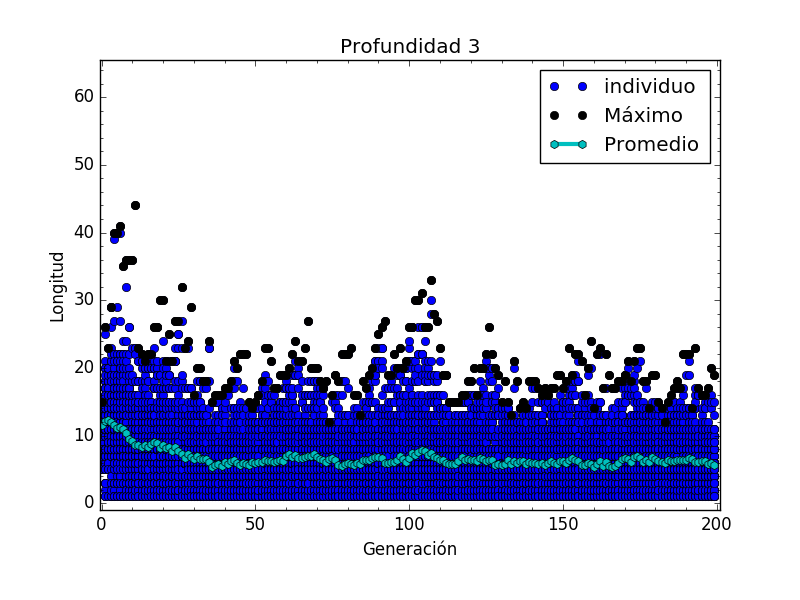 Profundidad 3
individuo
Máximo
Promedio
Longitud
60
50
40
30
20
10
0
0 50 100 150 200
Generación